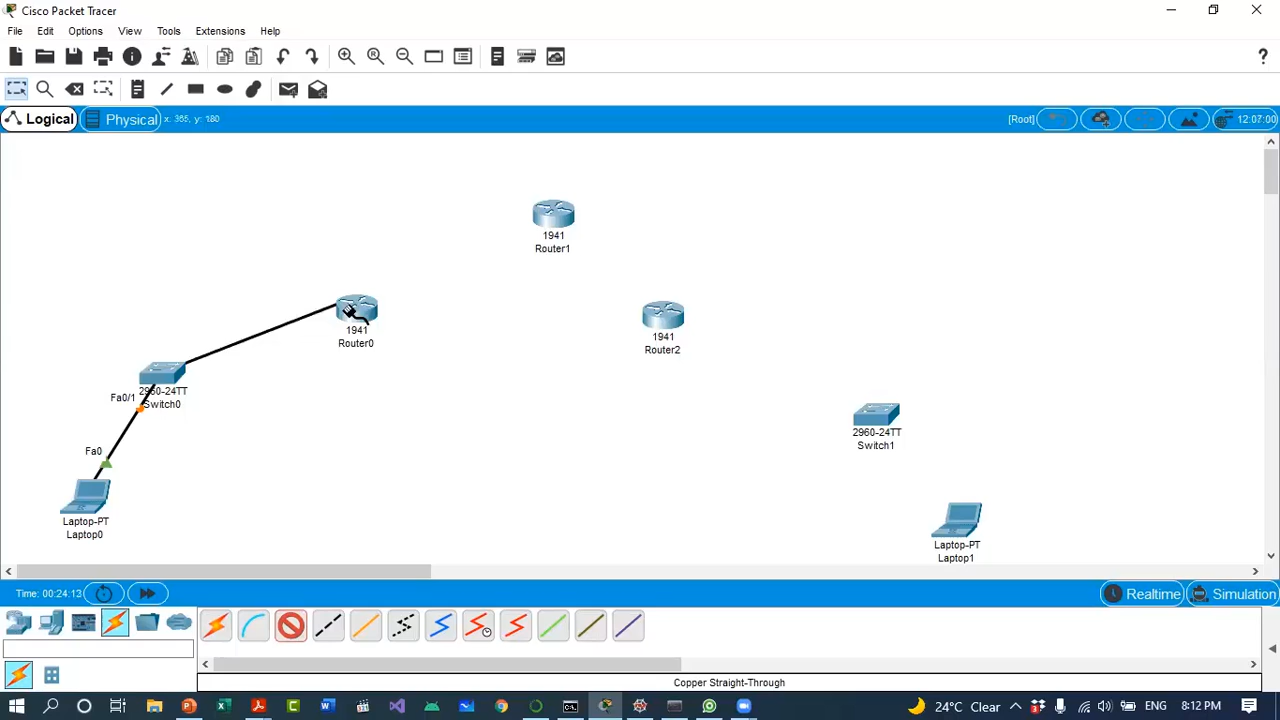 Cisco Packet Tracer
File Edit Options View Tools Extensions Help
?
Logical Physical x: 365, y: 180 [Root] 12:07:00
1941
Router1
1941
Router0
1941
Router2
Fa0/1
2960-24TT
Switch0
2960-24TT
Switch1
Fa0
Laptop-PT
Laptop0
Laptop-PT
Laptop1
Time: 00:24:13 Realtime Simulation
Copper Straight-Through
24°C Clear ENG 8:12 PM